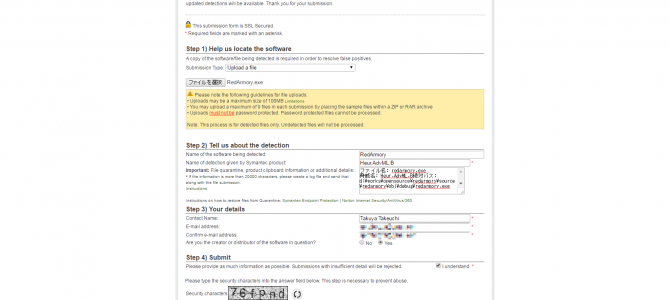 updated detections will be available. Thank you for your submission.
This submission form is SSL Secured.
* Required fields are marked with an asterisk.
Step 1) Help us locate the software
A copy of the software/file being detected is required in order to resolve false positives.
Submission Type: Upload a file
ファイルを選択 RedArmory.exe
Please note the following guidelines for file uploads:
• Uploads may be a maximum size of 100MB
• You may upload a maximum of 9 files in each submission by placing the sample files within a ZIP or RAR archive
• Uploads must not be password protected. Password protected files cannot be processed.
Note: This process is for detected files only. Undetected files will not be processed.
Step 2) Tell us about the detection
Name of the software being detected: RedArmory *
Name of detection given by Symantec product: Heur.AdvML.B *
Important: File quarantine, product clipboard information or additional details:
* If the information is more than 20000 characters, please create a log file and send that along with the file submission.
Instructions
ファイル名: redarmory.exe
Heur.AdvML.B
d:\works\opensource\redarmory\source
\redarmory\obj\debug\redarmory.exe
Instructions on how to restore files from Quarantine: Symantec Endpoint Protection | Norton Internet Security/AntiVirus/360
Step 3) Your details
Contact Name: Takuya Takeuchi *
E-mail address: *
Confirm e-mail address: *
Are you the creator or distributor of the software in question? No Yes
Step 4) Submit
Please provide as much information as possible. Submissions with insufficient detail will be rejected. I understand. *
Please type the security characters into the answer field below. This step is necessary to prevent abuse.
Security characters: